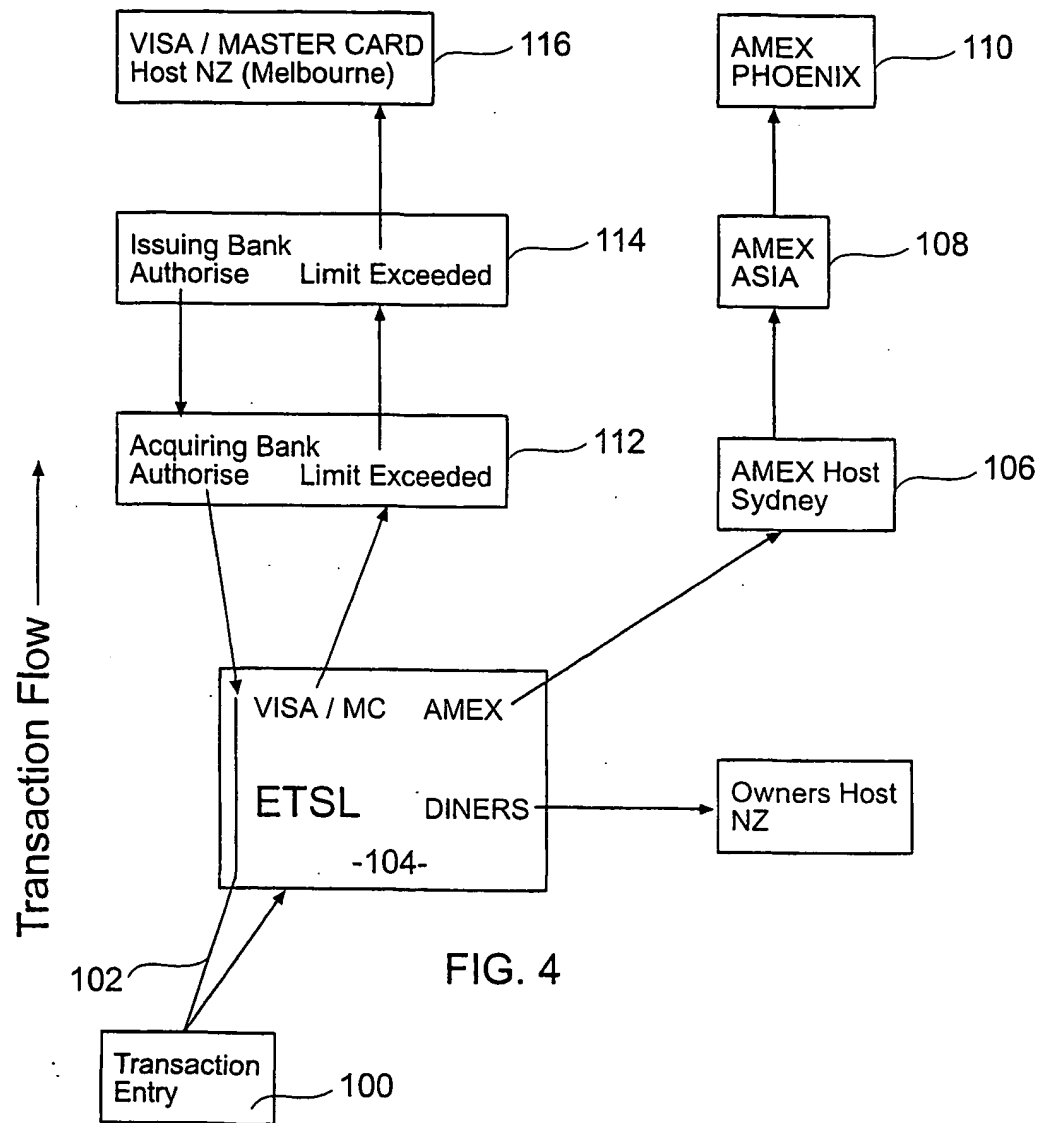 VISA / MASTER CARD
Host NZ (Melbourne)
116
AMEX
PHOENIX
110
Issuing Bank
Authorise Limit Exceeded
114
AMEX
ASIA
108
Acquiring Bank
Authorise Limit Exceeded
112
AMEX Host
Sydney
106
Transaction Flow
VISA / MC AMEX
ETSL DINERS
-104-
Owners Host
NZ
102
FIG. 4
Transaction
Entry
100